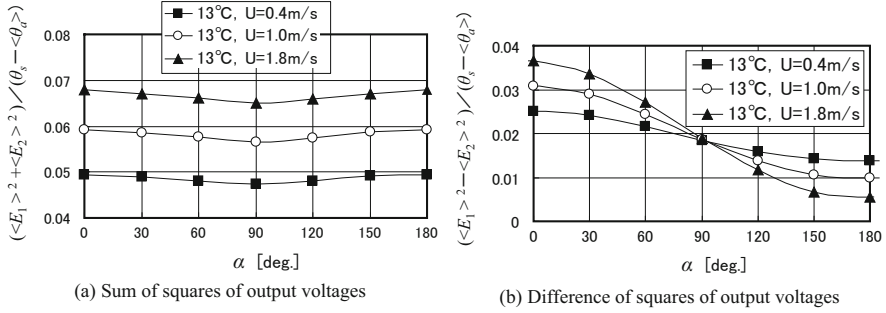 13℃, U=0.4m/s
13℃, U=1.0m/s
13℃, U=1.8m/s
(<E₁>²+<E₂>²)/(θₛ−<θₐ>)
0.08
0.07
0.06
0.05
0.04
0 30 60 90 120 150 180
α [deg.]
(a) Sum of squares of output voltages
13℃, U=0.4m/s
13℃, U=1.0m/s
13℃, U=1.8m/s
(<E₁>²−<E₂>²)/(θₛ−<θₐ>)
0.04
0.03
0.02
0.01
0
0 30 60 90 120 150 180
α [deg.]
(b) Difference of squares of output voltages